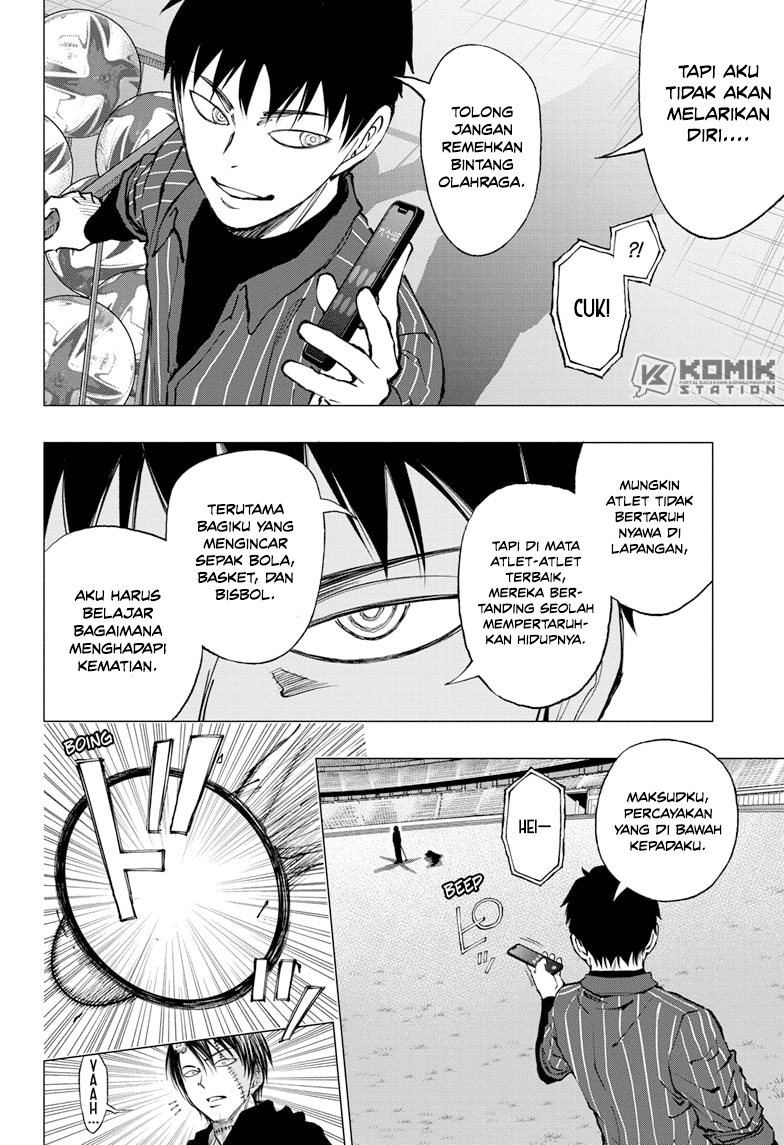 TAPI AKU
TIDAK AKAN
MELARIKAN
DIRI....
TOLONG
JANGAN
REMEHKAN
BINTANG
OLAHRAGA.
?!
CUK!
KOMIK
STATION
MUNGKIN
ATLET TIDAK
BERTARUH
NYAWA DI
LAPANGAN,
TAPI DI MATA
ATLET-ATLET
TERBAIK,
MEREKA BER-
TANDING SEOLAH
MEMPERTARUH-
KAN HIDUPNYA.
TERUTAMA
BAGIKU YANG
MENGINCAR
SEPAK BOLA,
BASKET, DAN
BISBOL.
AKU HARUS
BELAJAR
BAGAIMANA
MENGHADAPI
KEMATIAN.
MAKSUDKU,
PERCAYAKAN
YANG DI BAWAH
KEPADAKU.
HEI—
BEEP
ピッ
BOING
VAAH
....